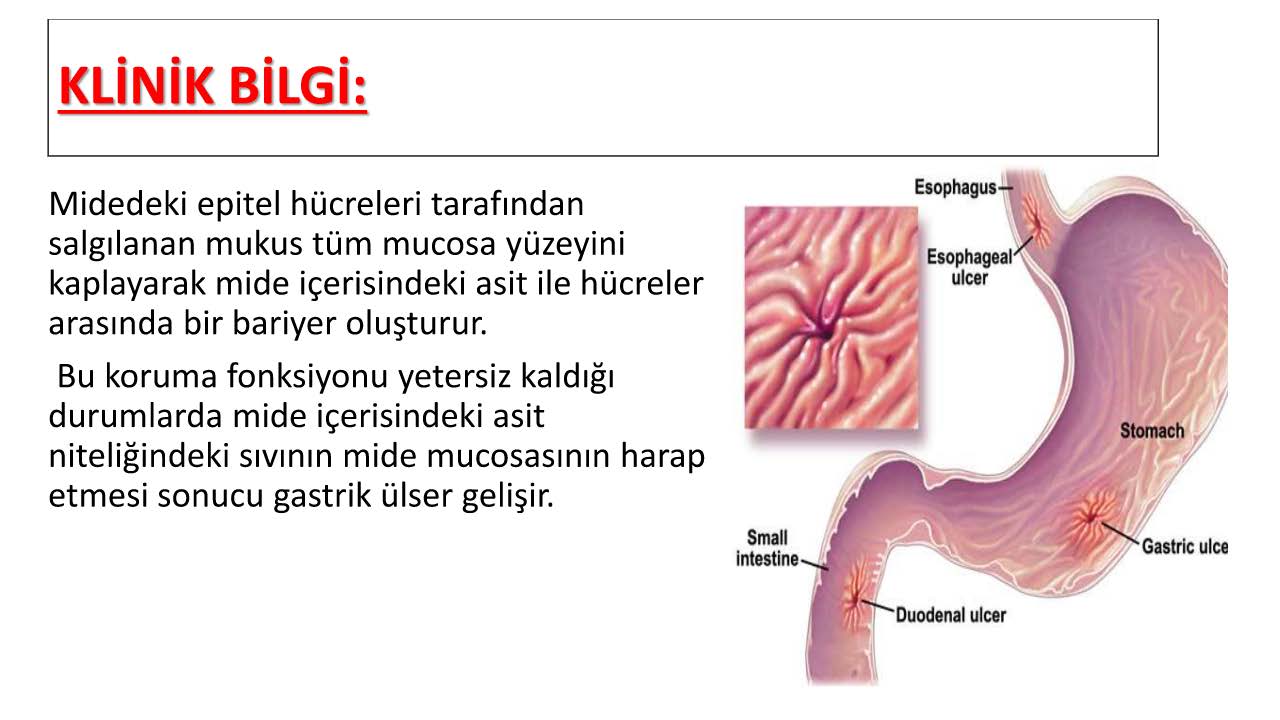 KLİNİK BİLGİ:
Midedeki epitel hücreleri tarafından
salgılanan mukus tüm mucosa yüzeyini
kaplayarak mide içerisindeki asit ile hücreler
arasında bir bariyer oluşturur.
Bu koruma fonksiyonu yetersiz kaldığı
durumlarda mide içerisindeki asit
niteliğindeki sıvının mide mucosasının harap
etmesi sonucu gastrik ülser gelişir.
Esophagus
Esophageal
ulcer
Stomach
Gastric ulce
Small
intestine
Duodenal ulcer